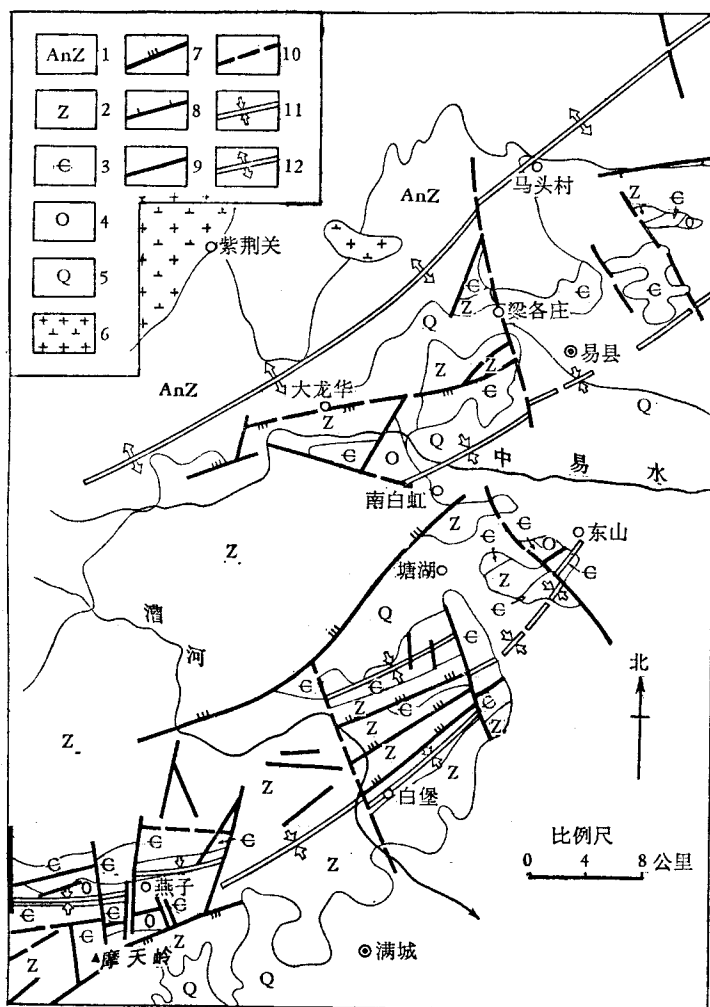 AnZ 1 7 10
Z 2 8 11
Є 3 9 12
O 4
Q 5
6
马头村
AnZ
Є
Z
O
紫荆关
Є
Є
Z
Q
梁各庄
易县
Z
Z
AnZ
大龙华
Z
Є
Q
Є
O
Q
中易水
南白虹
Z
Є
O
东山
Z
塘湖
Z
Є
Є
Q
漕河
Є
Є
Є
北
Z
Z
Z
Є
Z
Z
Z
Z
白堡
Є
Є
Є
Є
Z
比例尺
0 4 8 公里
O
燕子
Є
Є
Є
O
Є
Z
摩天岭
Z
满城
Q
Q